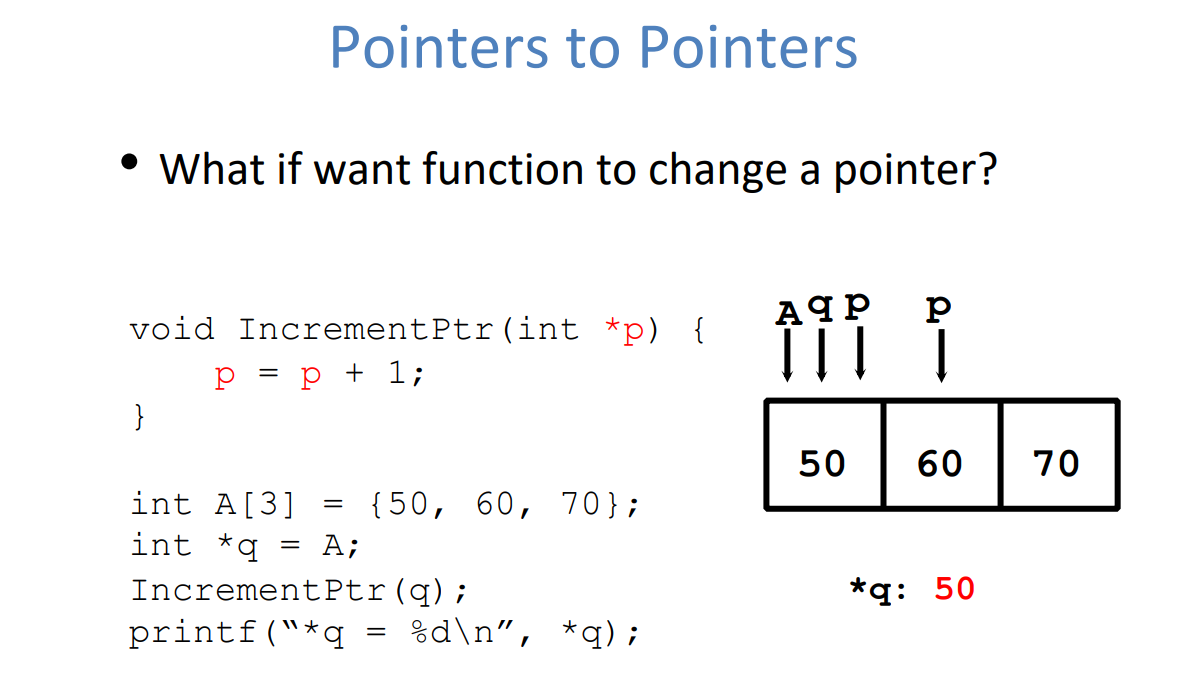 Pointers to Pointers
• What if want function to change a pointer?
void IncrementPtr(int *p) {
p = p + 1;
}
int A[3] = {50, 60, 70};
int *q = A;
IncrementPtr(q);
printf(“*q = %d\n”, *q);
A q p p
50 60 70
*q: 50